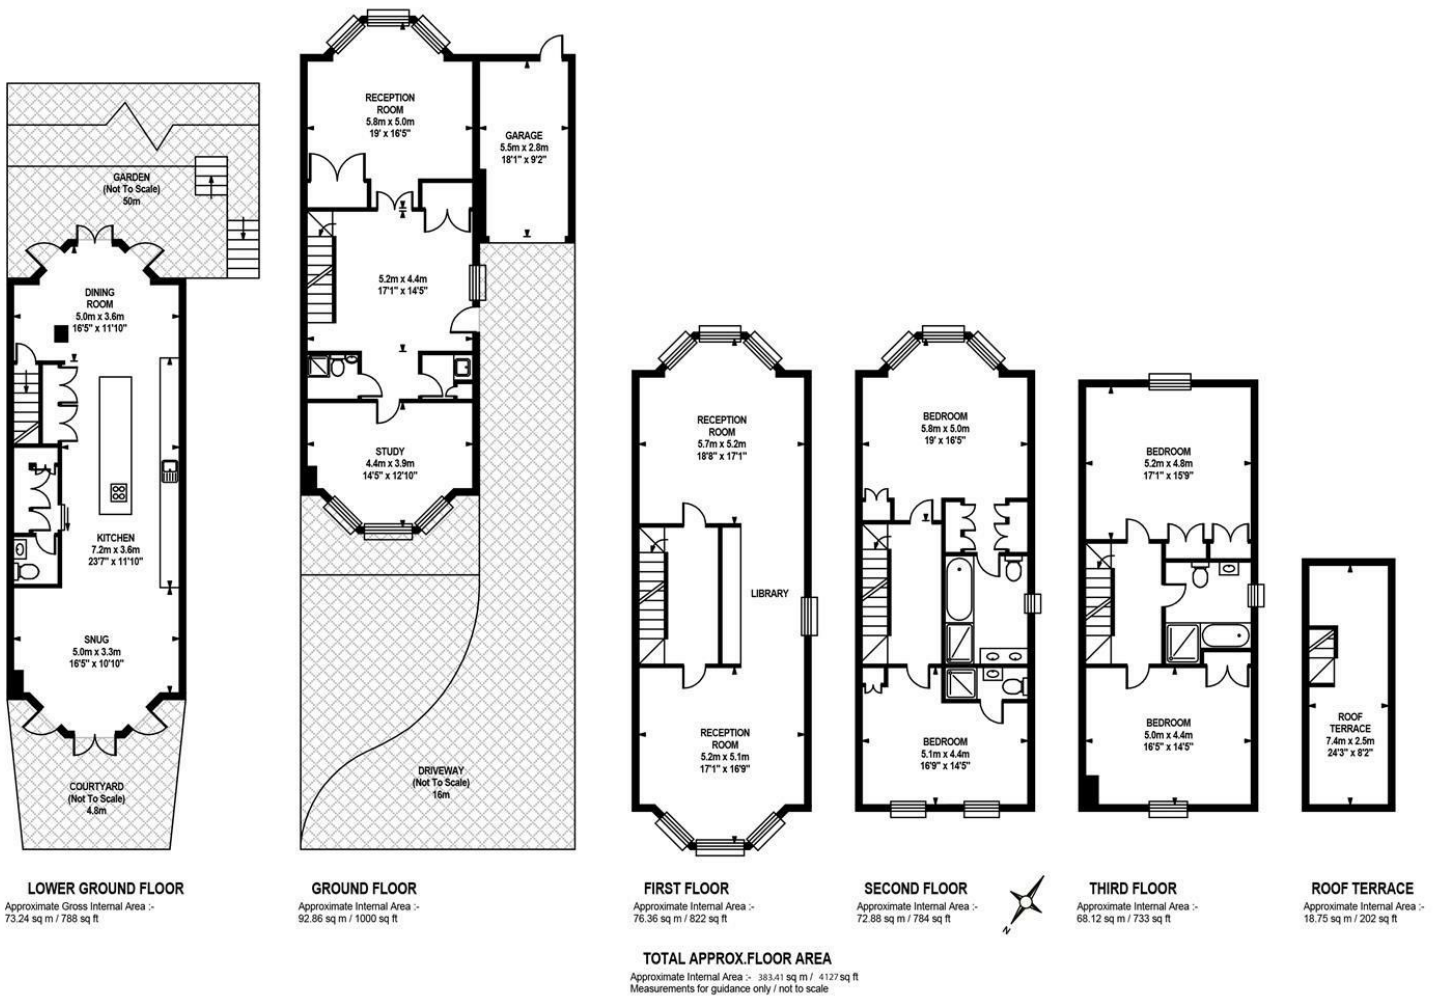 GARDEN
(Not To Scale)
50m
DINING
ROOM
5.0m x 3.6m
16'5" x 11'10"
KITCHEN
7.2m x 3.6m
23'7" x 11'10"
SNUG
5.0m x 3.3m
16'5" x 10'10"
COURTYARD
(Not To Scale)
4.8m
LOWER GROUND FLOOR
Approximate Gross Internal Area :-
73.24 sq m / 788 sq ft
RECEPTION
ROOM
5.8m x 5.0m
19' x 16'5"
GARAGE
5.5m x 2.8m
18'1" x 9'2"
5.2m x 4.4m
17'1" x 14'5"
STUDY
4.4m x 3.9m
14'5" x 12'10"
DRIVEWAY
(Not To Scale)
16m
GROUND FLOOR
Approximate Internal Area :-
92.86 sq m / 1000 sq ft
RECEPTION
ROOM
5.7m x 5.2m
18'8" x 17'1"
LIBRARY
RECEPTION
ROOM
5.2m x 5.1m
17'1" x 16'9"
FIRST FLOOR
Approximate Internal Area :-
76.36 sq m / 822 sq ft
BEDROOM
5.8m x 5.0m
19' x 16'5"
BEDROOM
5.1m x 4.4m
16'9" x 14'5"
SECOND FLOOR
Approximate Internal Area :-
72.88 sq m / 784 sq ft
N
BEDROOM
5.2m x 4.8m
17'1" x 15'9"
BEDROOM
5.0m x 4.4m
16'5" x 14'5"
THIRD FLOOR
Approximate Internal Area :-
68.12 sq m / 733 sq ft
ROOF
TERRACE
7.4m x 2.5m
24'3" x 8'2"
ROOF TERRACE
Approximate Internal Area :-
18.75 sq m / 202 sq ft
TOTAL APPROX.FLOOR AREA
Approximate Internal Area :- 383.41 sq m / 4127 sq ft
Measurements for guidance only / not to scale